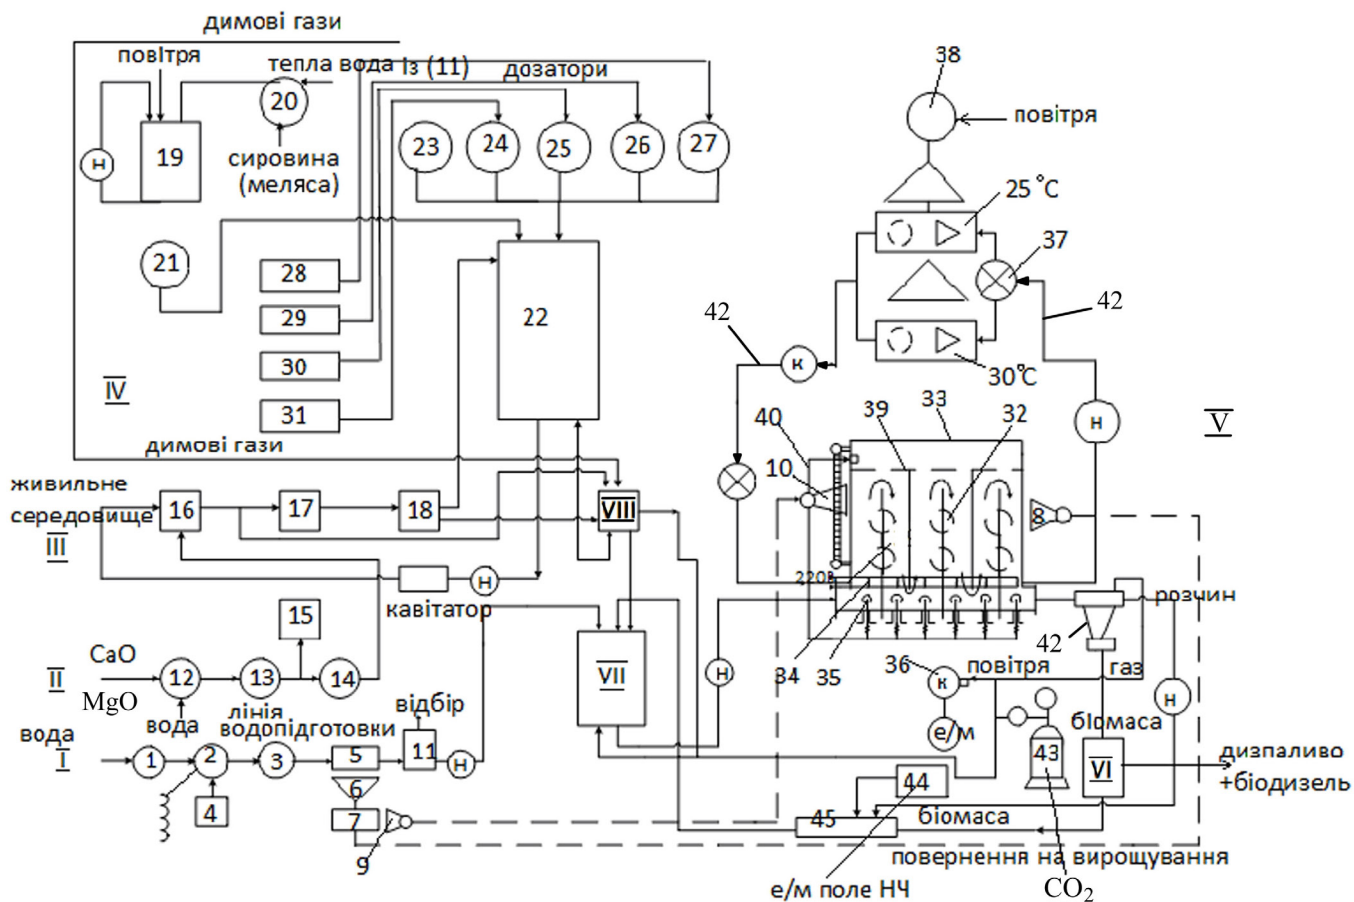 димові гази
повітря
тепла вода із (11)
дозатори
38
повітря
20
19
н
сировина
(меляса)
23
24
25
26
27
25 °C
37
21
28
29
30
31
22
42
42
к
30°C
н
IV
V
димові гази
40
39
33
32
10
8
живильне
середовище
III
16
17
18
VIII
220В
кавітатор
н
15
CaO
II
12
13
14
MgO
вода
лінія
водопідготовки
відбір
VII
н
34
35
36
к
повітря
е/м
42
газ
розчин
н
біомаса
вода
I
1
2
3
4
5
6
7
9
11
н
43
VI
дизпаливо
+біодизель
44
45
біомаса
повернення на вирощування
е/м поле НЧ
CO2